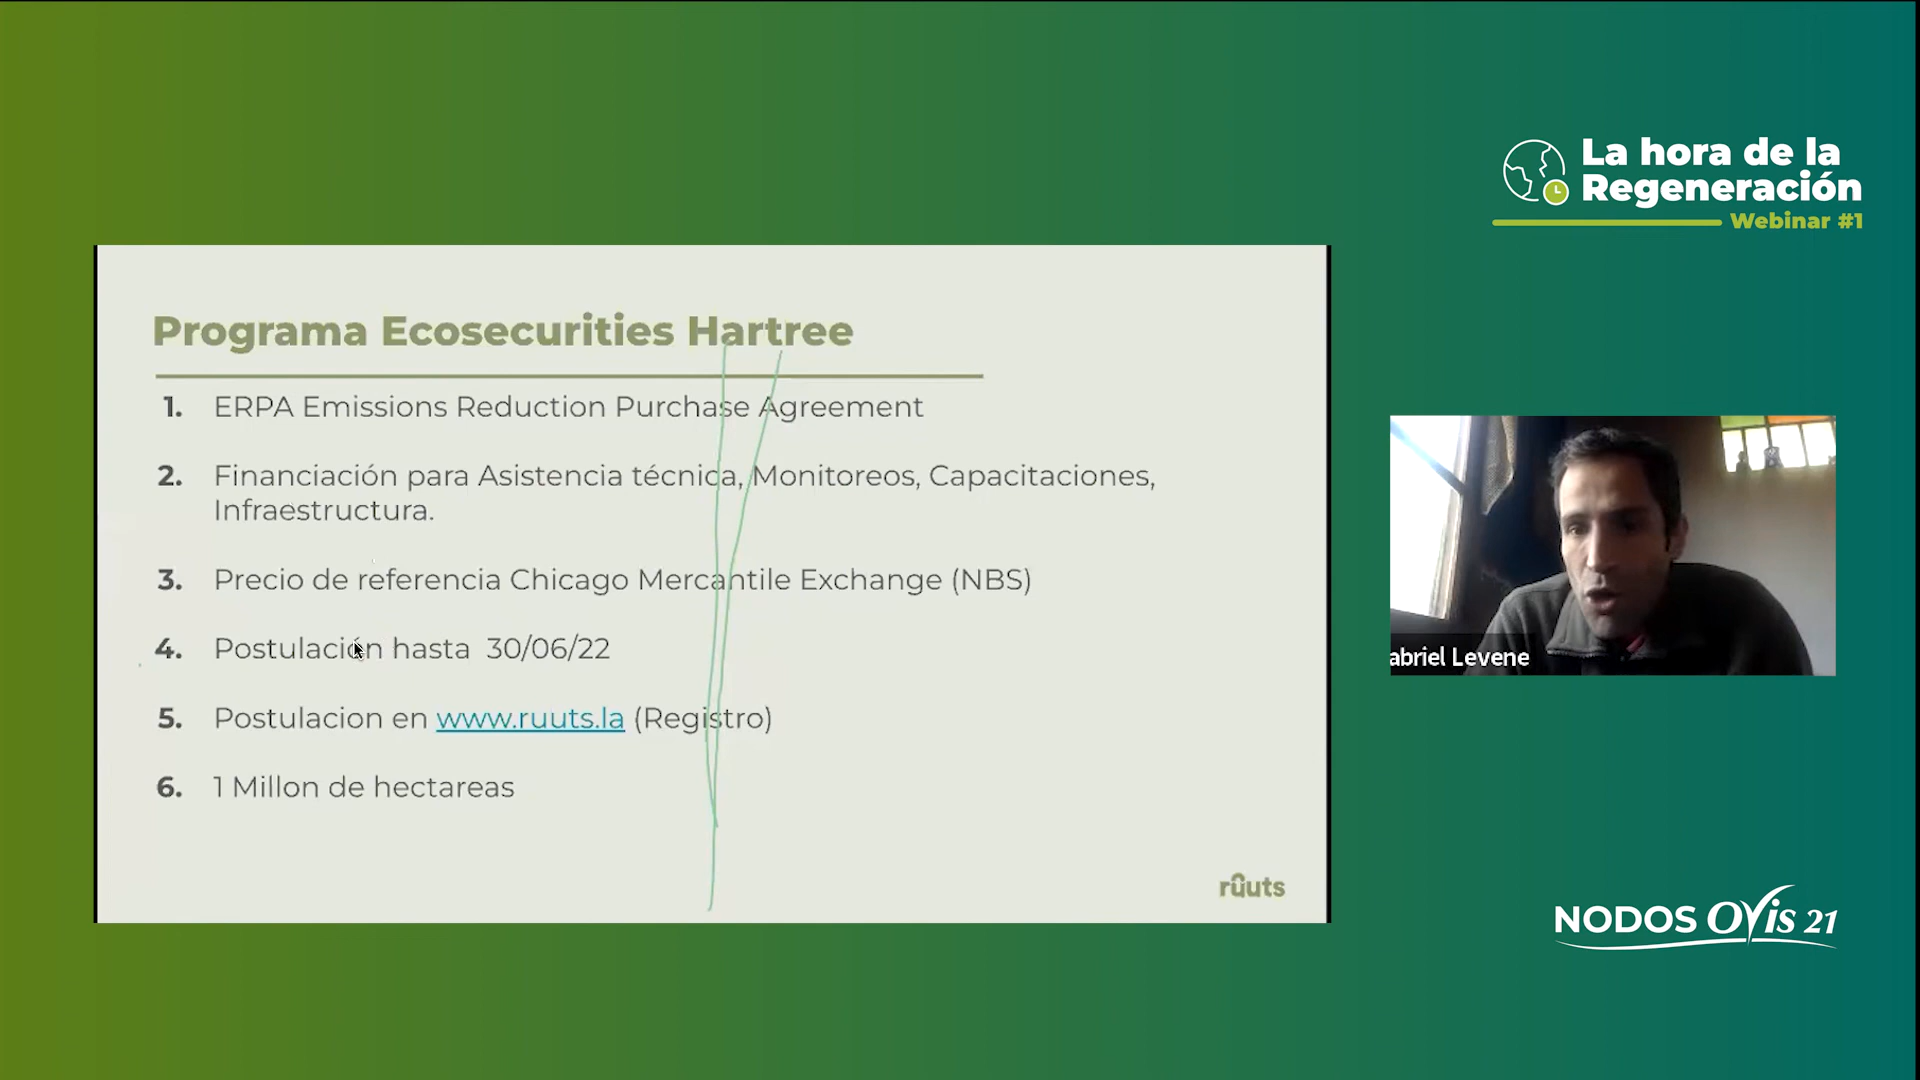 La hora de la
Regeneración
Webinar #1
Programa Ecosecurities Hartree
1. ERPA Emissions Reduction Purchase Agreement
2. Financiación para Asistencia técnica, Monitoreos, Capacitaciones,
Infraestructura.
3. Precio de referencia Chicago Mercantile Exchange (NBS)
4. Postulación hasta 30/06/22
5. Postulacion en www.ruuts.la (Registro)
6. 1 Millon de hectareas
ruuts
abriel Levene
NODOS Ovis 21